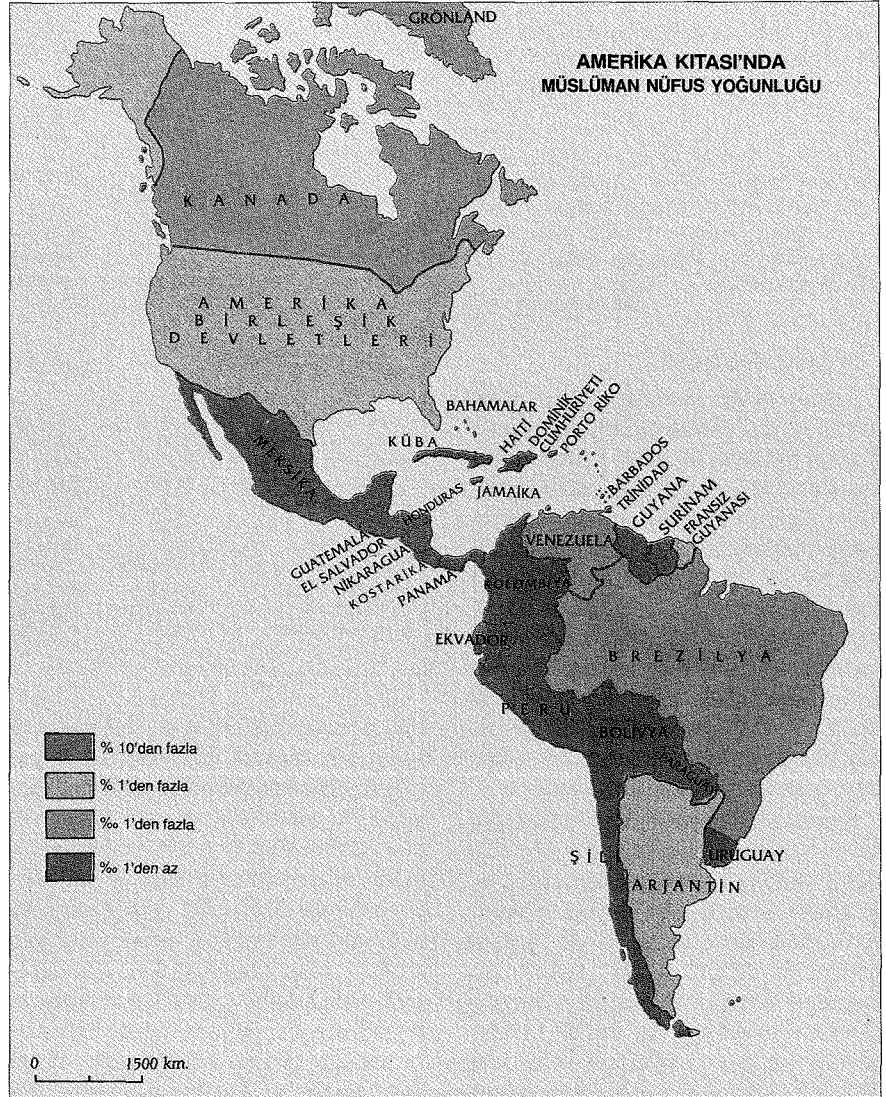 GRÖNLAND
AMERİKA KITASI'NDA
MÜSLÜMAN NÜFUS YOĞUNLUĞU
KANADA
AMERİKA
BİRLEŞİK
DEVLETLERİ
MEKSİKA
BAHAMALAR
KÜBA
HAİTİ
DOMİNİK
CUMHURİYETİ
PORTO RİKO
JAMAİKA
HONDURAS
BARBADOS
TRİNİDAD
GUYANA
SURİNAM
FRANSIZ
GUYANASI
GUATEMALA
EL SALVADOR
NİKARAGUA
KOSTARİKA
PANAMA
VENEZUELA
KOLOMBİYA
EKVADOR
BREZİLYA
PERU
BOLİVYA
PARAGUAY
ŞİLİ
URUGUAY
ARJANTİN
% 10'dan fazla
% 1'den fazla
‰ 1'den fazla
‰ 1'den az
0 1500 km.